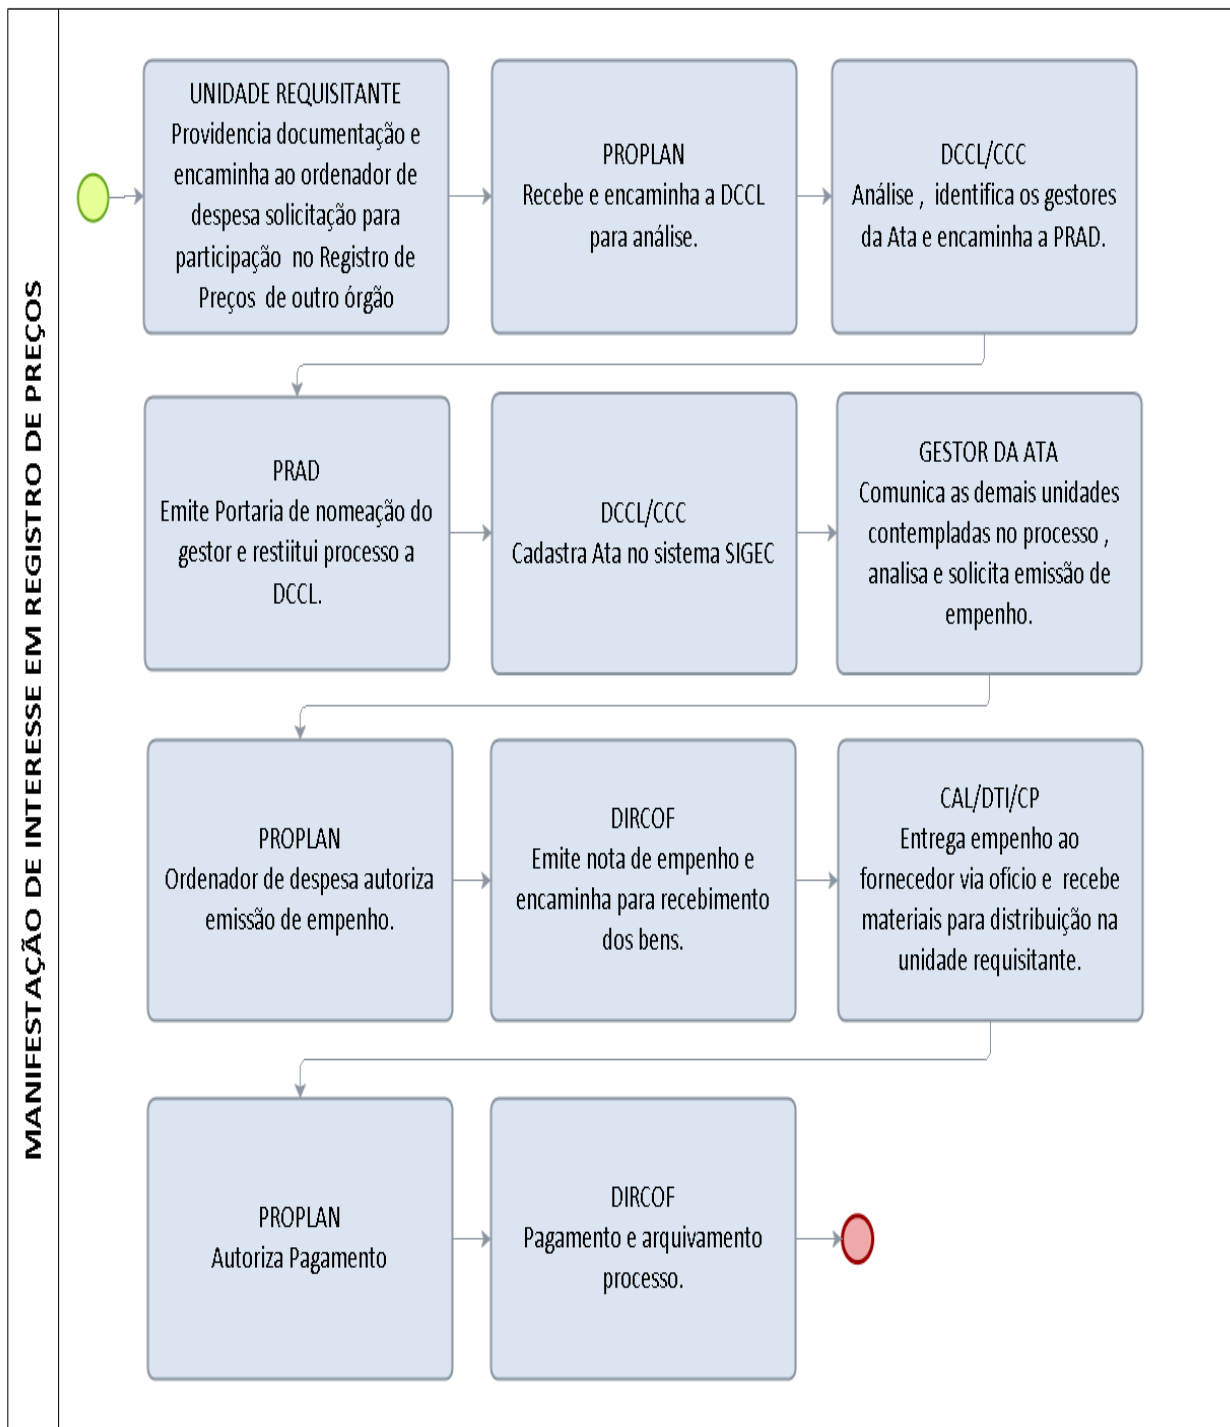 MANIFESTAÇÃO DE INTERESSE EM REGISTRO DE PREÇOS
UNIDADE REQUISITANTE
Providencia documentação e
encaminha ao ordenador de
despesa solicitação para
participação no Registro de
Preços de outro órgão
PROPLAN
Recebe e encaminha a DCCL
para análise.
DCCL/CCC
Análise , identifica os gestores
da Ata e encaminha a PRAD.
PRAD
Emite Portaria de nomeação do
gestor e restiitui processo a
DCCL.
DCCL/CCC
Cadastra Ata no sistema SIGEC
GESTOR DA ATA
Comunica as demais unidades
contempladas no processo ,
analisa e solicita emissão de
empenho.
PROPLAN
Ordenador de despesa autoriza
emissão de empenho.
DIRCOF
Emite nota de empenho e
encaminha para recebimento
dos bens.
CAL/DTI/CP
Entrega empenho ao
fornecedor via ofício e recebe
materiais para distribuição na
unidade requisitante.
PROPLAN
Autoriza Pagamento
DIRCOF
Pagamento e arquivamento
processo.